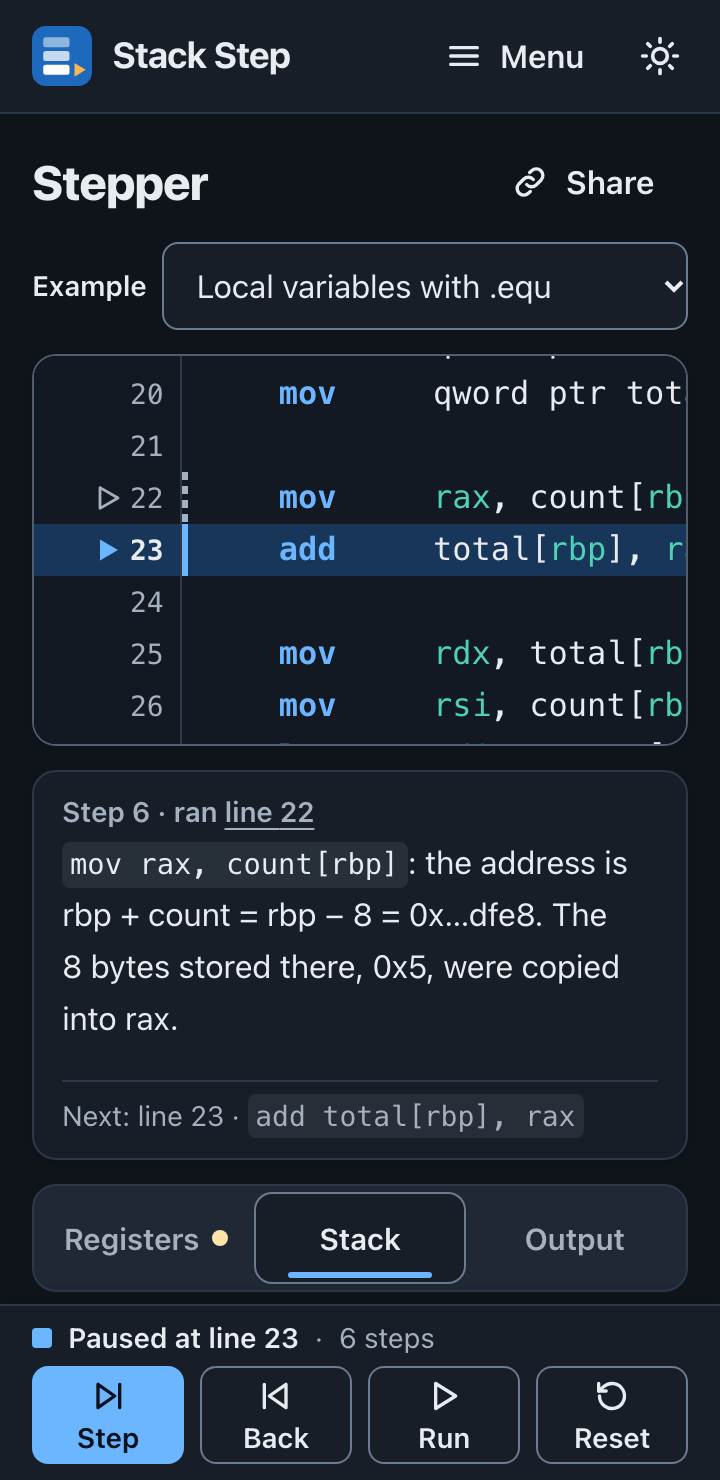 Stack Step
Menu
Stepper
Share
Example
Local variables with .equ
20 mov qword ptr
21
22 mov rax, count[
23 add total[rbp],
24
25 mov rdx, total[
26 mov rsi, count[
Step 6 · ran line 22
mov rax, count[rbp]: the address is
rbp + count = rbp − 8 = 0x…dfe8. The
8 bytes stored there, 0x5, were copied
into rax.
Next: line 23 · add total[rbp], rax
Registers
Stack
Output
Paused at line 23 · 6 steps
Step
Back
Run
Reset